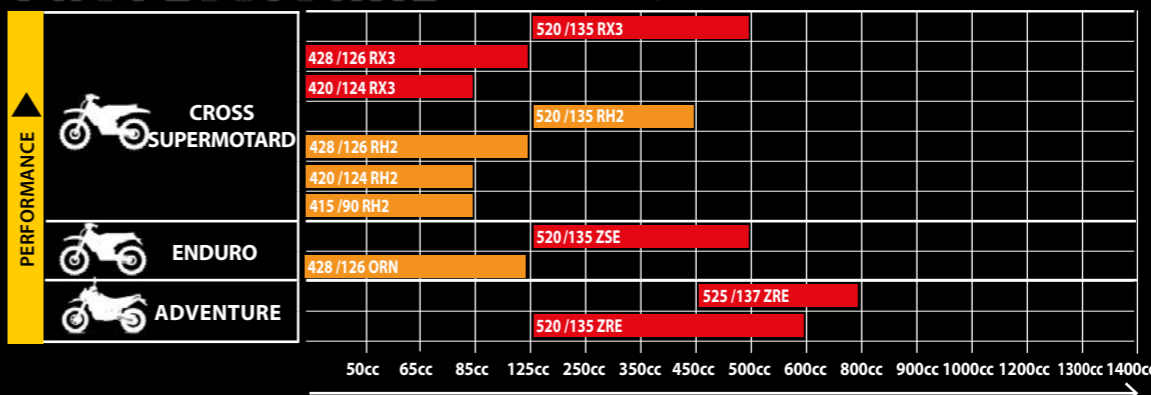 PERFORMANCE
CROSS
SUPERMOTARD
520 /135 RX3
428 /126 RX3
420 /124 RX3
520 /135 RH2
428 /126 RH2
420 /124 RH2
415 /90 RH2
ENDURO
520 /135 ZSE
428 /126 ORN
ADVENTURE
525 /137 ZRE
520 /135 ZRE
50cc 65cc 85cc 125cc 250cc 350cc 450cc 500cc 600cc 800cc 900cc 1000cc 1200cc 1300cc 1400cc